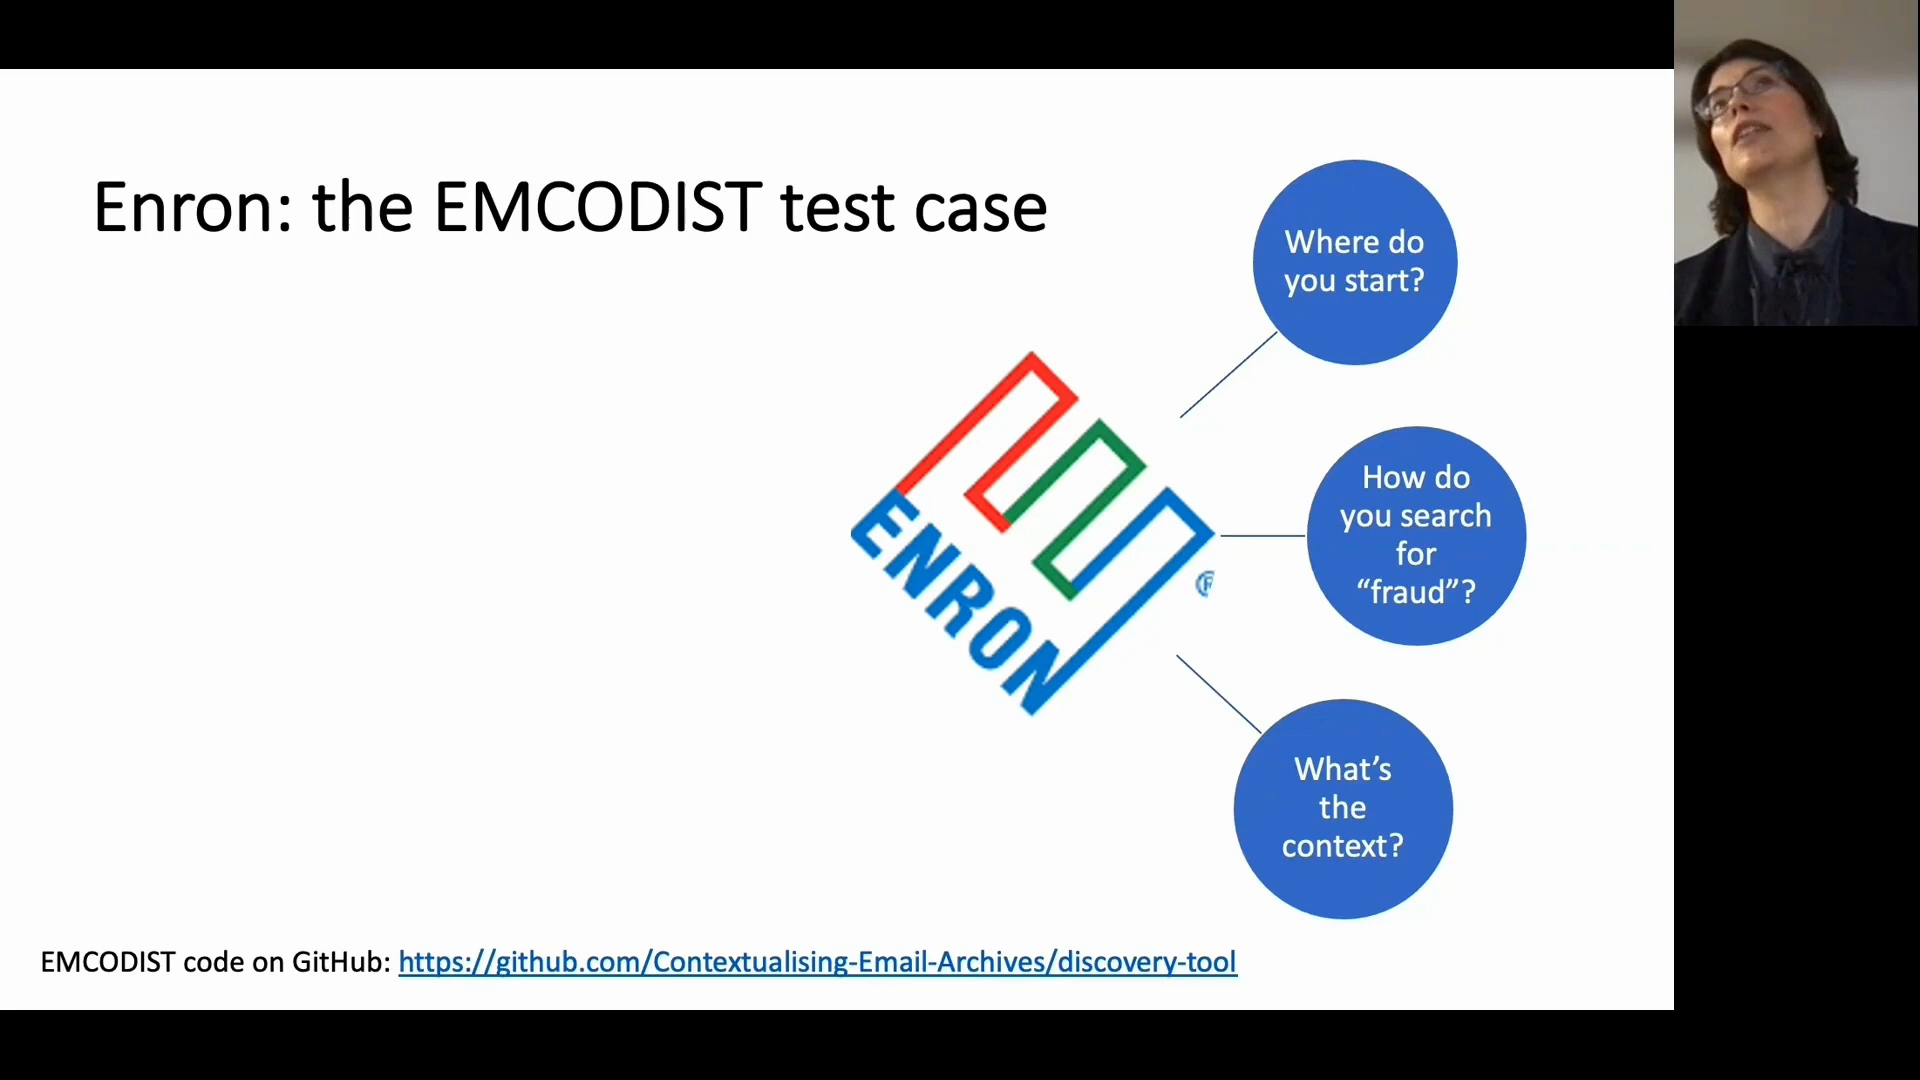 Enron: the EMCODIST test case
Where do
you start?
ENRON
®
How do
you search
for
“fraud”?
What’s
the
context?
EMCODIST code on GitHub: https://github.com/Contextualising-Email-Archives/discovery-tool